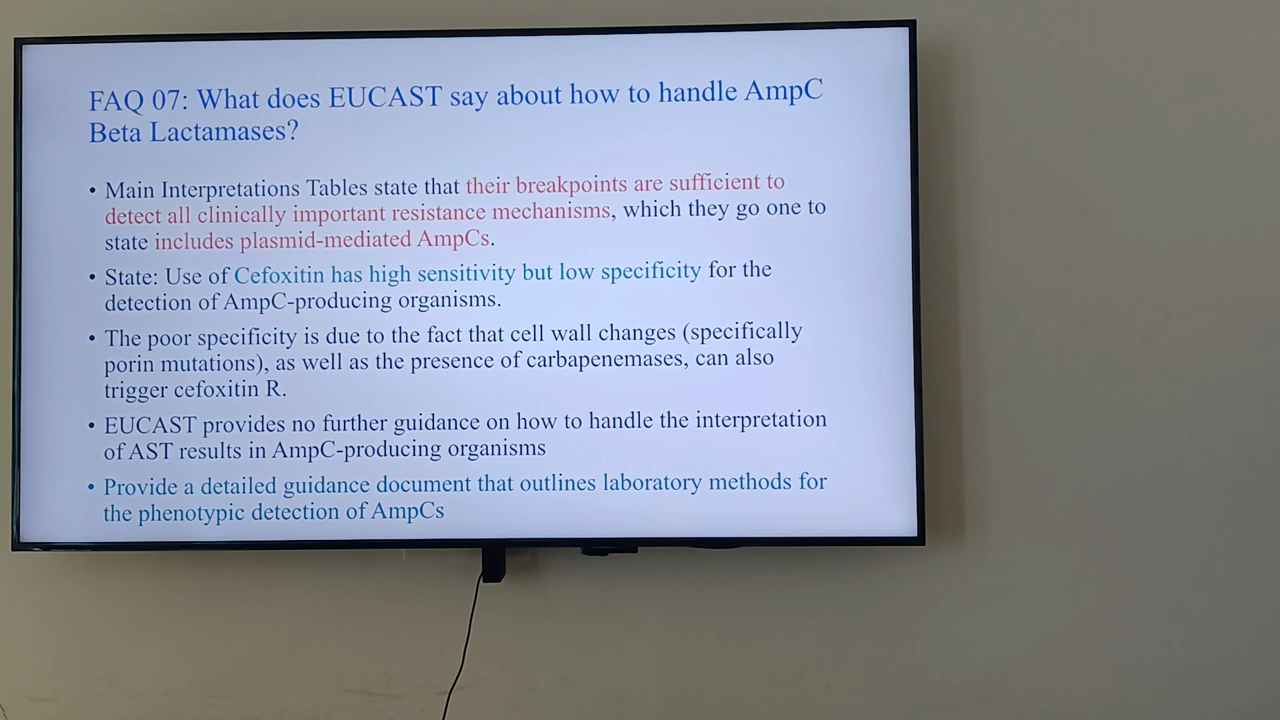 FAQ 07: What does EUCAST say about how to handle AmpC
Beta Lactamases?
• Main Interpretations Tables state that their breakpoints are sufficient to
detect all clinically important resistance mechanisms, which they go one to
state includes plasmid-mediated AmpCs.
• State: Use of Cefoxitin has high sensitivity but low specificity for the
detection of AmpC-producing organisms.
• The poor specificity is due to the fact that cell wall changes (specifically
porin mutations), as well as the presence of carbapenemases, can also
trigger cefoxitin R.
• EUCAST provides no further guidance on how to handle the interpretation
of AST results in AmpC-producing organisms
• Provide a detailed guidance document that outlines laboratory methods for
the phenotypic detection of AmpCs